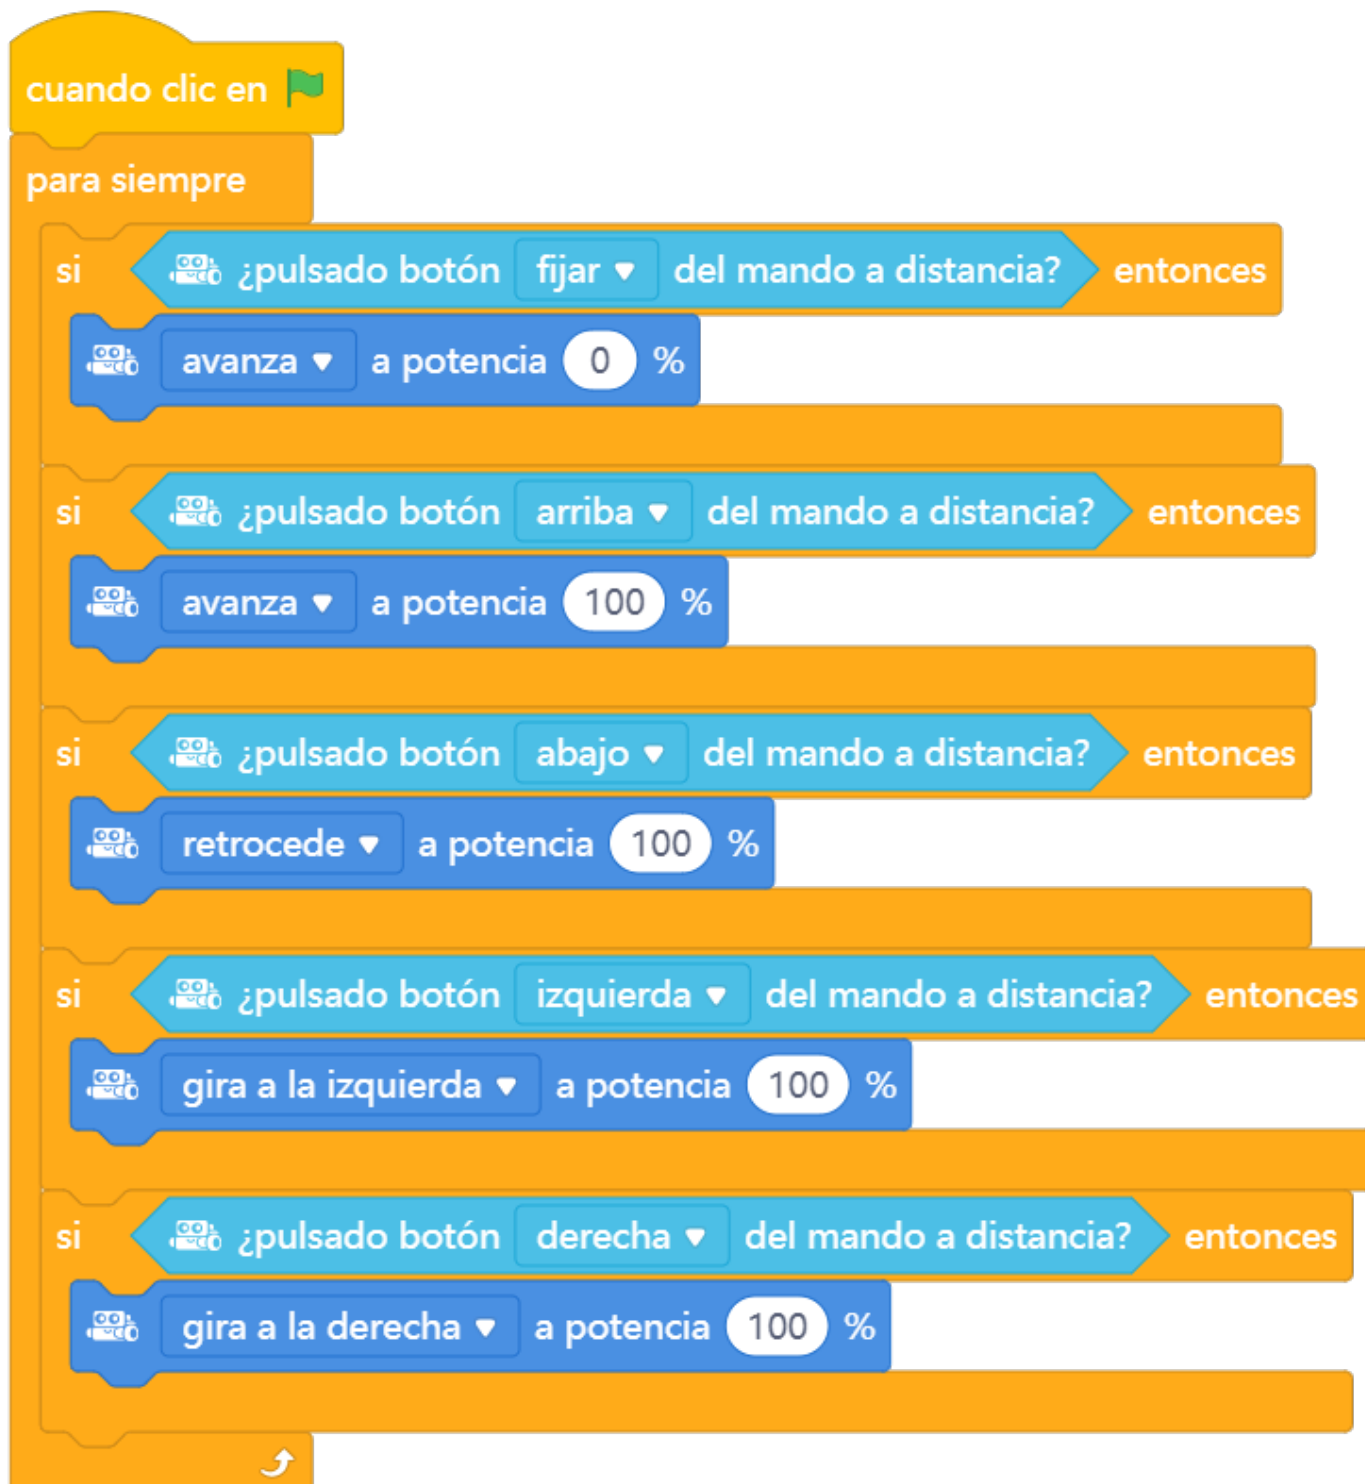 cuando clic en
para siempre
si ¿pulsado botón fijar del mando a distancia? entonces
avanza a potencia 0 %
si ¿pulsado botón arriba del mando a distancia? entonces
avanza a potencia 100 %
si ¿pulsado botón abajo del mando a distancia? entonces
retrocede a potencia 100 %
si ¿pulsado botón izquierda del mando a distancia? entonces
gira a la izquierda a potencia 100 %
si ¿pulsado botón derecha del mando a distancia? entonces
gira a la derecha a potencia 100 %